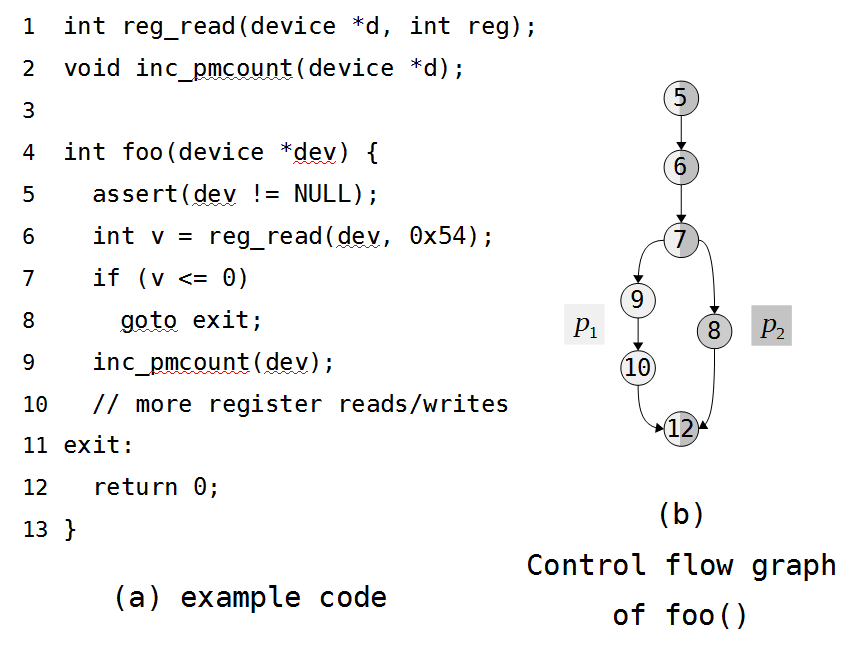 1 int reg_read(device *d, int reg);
2 void inc_pmcount(device *d);
3
4 int foo(device *dev) {
5   assert(dev != NULL);
6   int v = reg_read(dev, 0x54);
7   if (v <= 0)
8     goto exit;
9   inc_pmcount(dev);
10   // more register reads/writes
11 exit:
12   return 0;
13 }
(a) example code
5
6
7
9
8
p1
p2
10
12
(b)
Control flow graph
of foo()